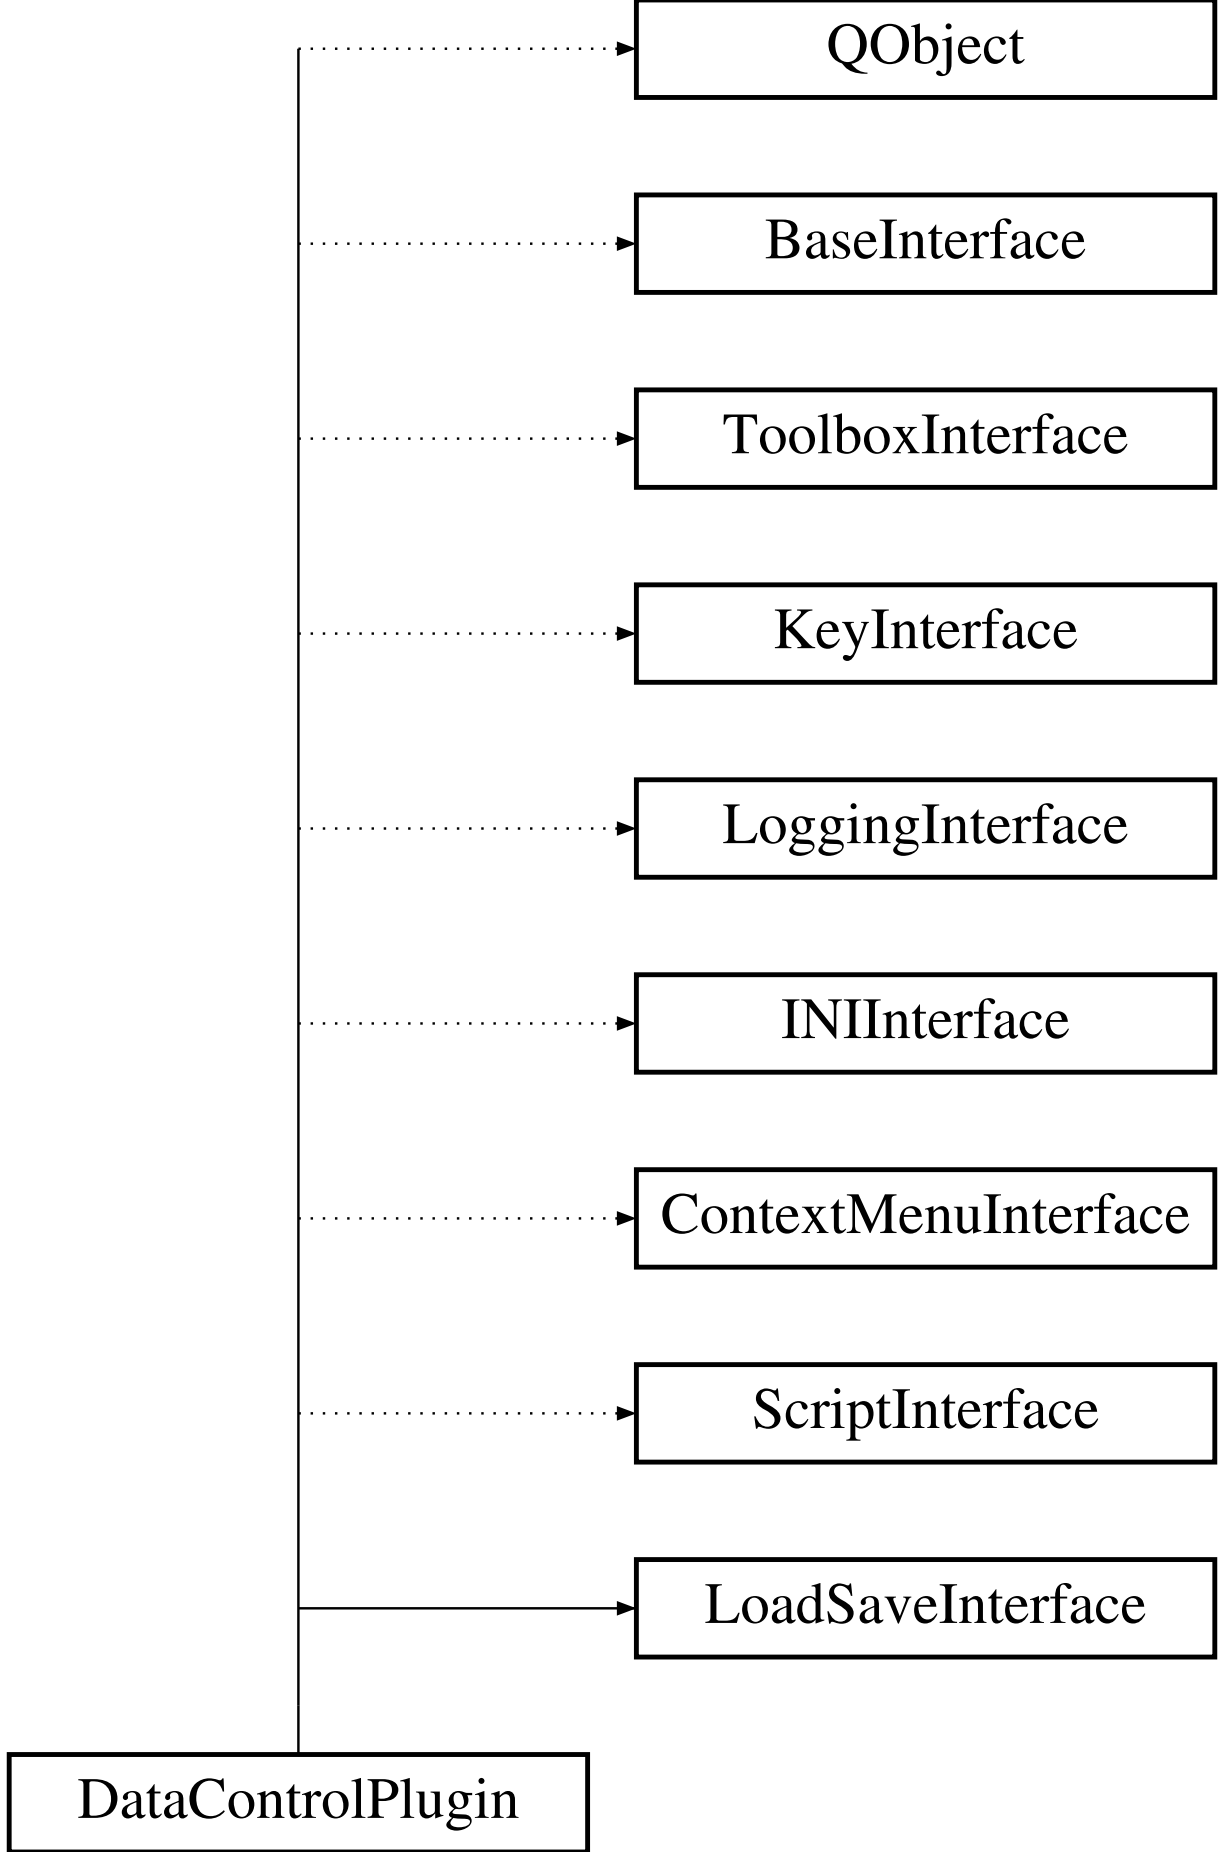 QObject
BaseInterface
ToolboxInterface
KeyInterface
LoggingInterface
INIInterface
ContextMenuInterface
ScriptInterface
LoadSaveInterface
DataControlPlugin